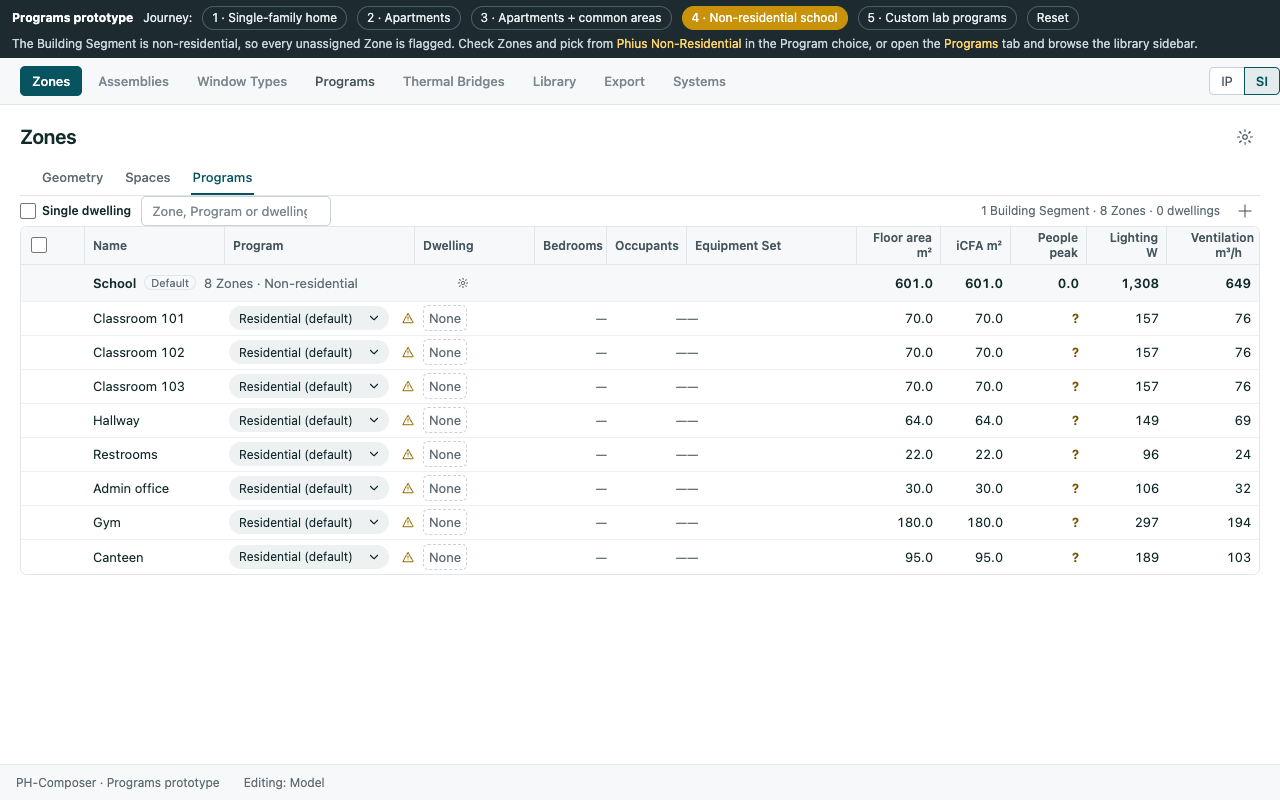 Programs prototype Journey: 1 · Single-family home 2 · Apartments 3 · Apartments + common areas 4 · Non-residential school 5 · Custom lab programs Reset
The Building Segment is non-residential, so every unassigned Zone is flagged. Check Zones and pick from Phius Non-Residential in the Program choice, or open the Programs tab and browse the library sidebar.
Zones Assemblies Window Types Programs Thermal Bridges Library Export Systems IP SI
Zones
Geometry Spaces Programs
Single dwelling Zone, Program or dwelling 1 Building Segment · 8 Zones · 0 dwellings
Name Program Dwelling Bedrooms Occupants Equipment Set Floor area m² iCFA m² People peak Lighting W Ventilation m³/h
School Default 8 Zones · Non-residential 601.0 601.0 0.0 1,308 649
Classroom 101 Residential (default) None — —— 70.0 70.0 ? 157 76
Classroom 102 Residential (default) None — —— 70.0 70.0 ? 157 76
Classroom 103 Residential (default) None — —— 70.0 70.0 ? 157 76
Hallway Residential (default) None — —— 64.0 64.0 ? 149 69
Restrooms Residential (default) None — —— 22.0 22.0 ? 96 24
Admin office Residential (default) None — —— 30.0 30.0 ? 106 32
Gym Residential (default) None — —— 180.0 180.0 ? 297 194
Canteen Residential (default) None — —— 95.0 95.0 ? 189 103
PH-Composer · Programs prototype Editing: Model